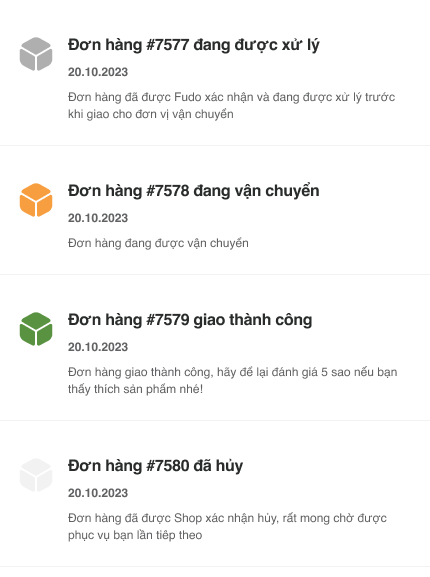 Đơn hàng #7577 đang được xử lý
20.10.2023
Đơn hàng đã được Fudo xác nhận và đang được xử lý trước
khi giao cho đơn vị vận chuyển
Đơn hàng #7578 đang vận chuyển
20.10.2023
Đơn hàng đang được vận chuyển
Đơn hàng #7579 giao thành công
20.10.2023
Đơn hàng giao thành công, hãy để lại đánh giá 5 sao nếu bạn
thấy thích sản phẩm nhé!
Đơn hàng #7580 đã hủy
20.10.2023
Đơn hàng đã được Shop xác nhận hủy, rất mong chờ được
phục vụ bạn lần tiêp theo